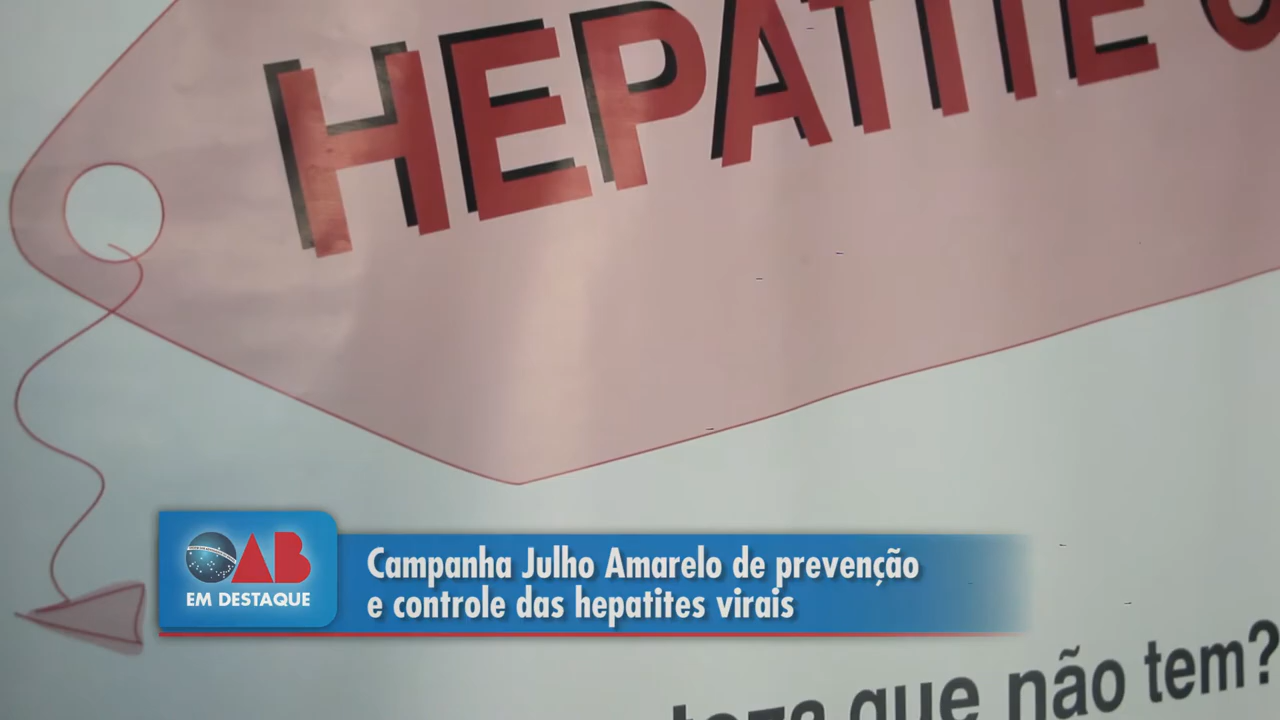 HEPATITE C
OAB
EM DESTAQUE
Campanha Julho Amarelo de prevenção
e controle das hepatites virais
que não tem?